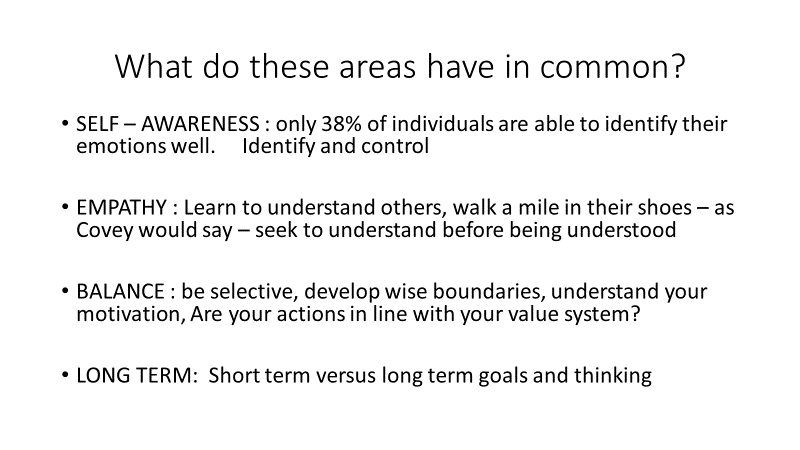 What do these areas have in common?
• SELF – AWARENESS : only 38% of individuals are able to identify their
emotions well.    Identify and control
• EMPATHY : Learn to understand others, walk a mile in their shoes – as
Covey would say – seek to understand before being understood
• BALANCE : be selective, develop wise boundaries, understand your
motivation, Are your actions in line with your value system?
• LONG TERM:  Short term versus long term goals and thinking